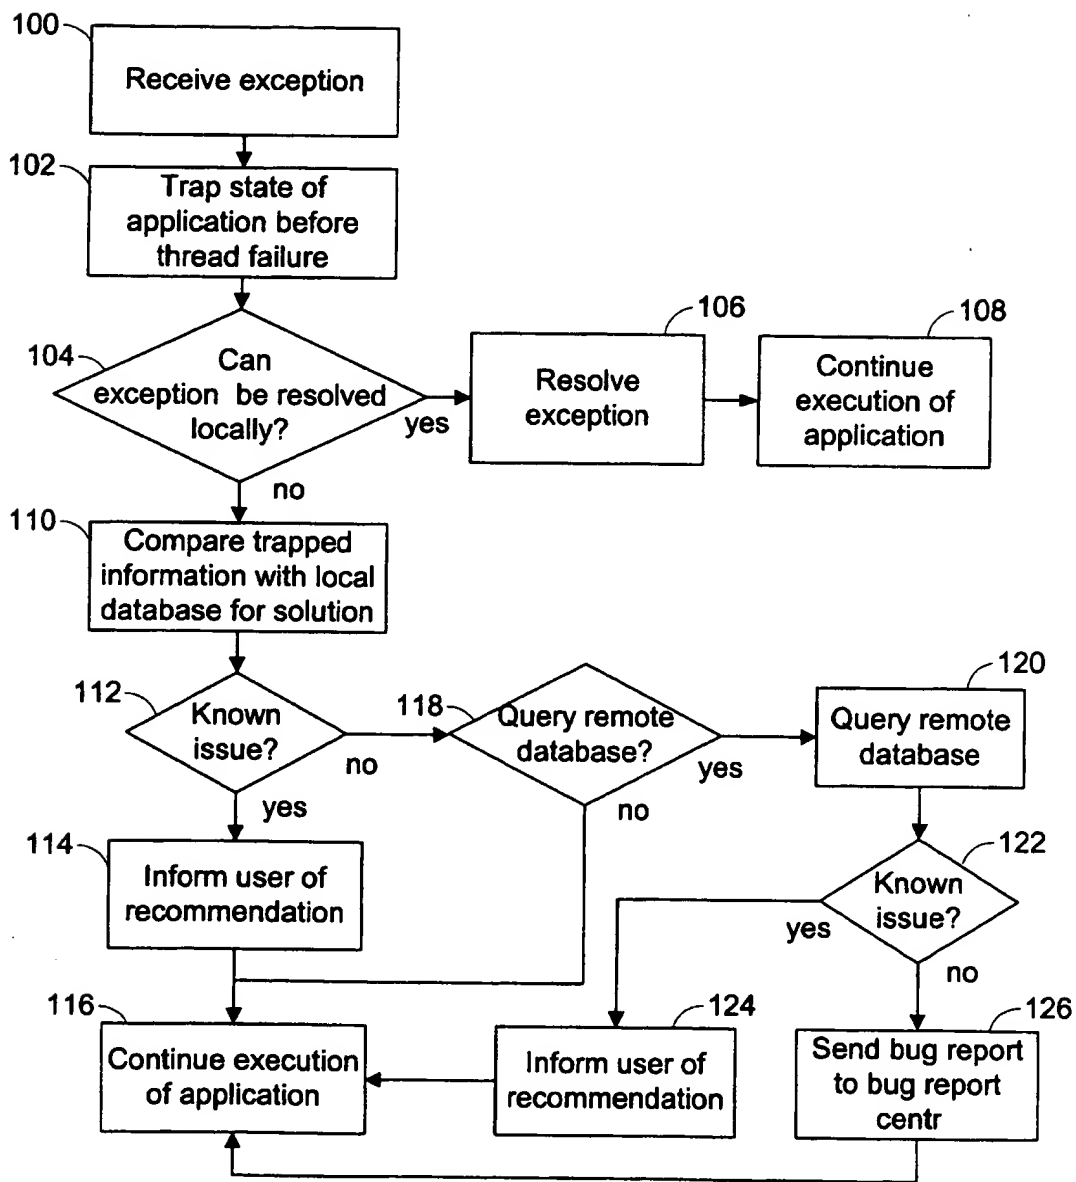 100
Receive exception
102
Trap state of
application before
thread failure
104
Can
exception be resolved
locally?
yes
no
106
Resolve
exception
108
Continue
execution of
application
110
Compare trapped
information with local
database for solution
112
Known
issue?
no
yes
118
Query remote
database?
yes
no
120
Query remote
database
114
Inform user of
recommendation
122
Known
issue?
yes
no
116
Continue execution
of application
124
Inform user of
recommendation
126
Send bug report
to bug report
centr